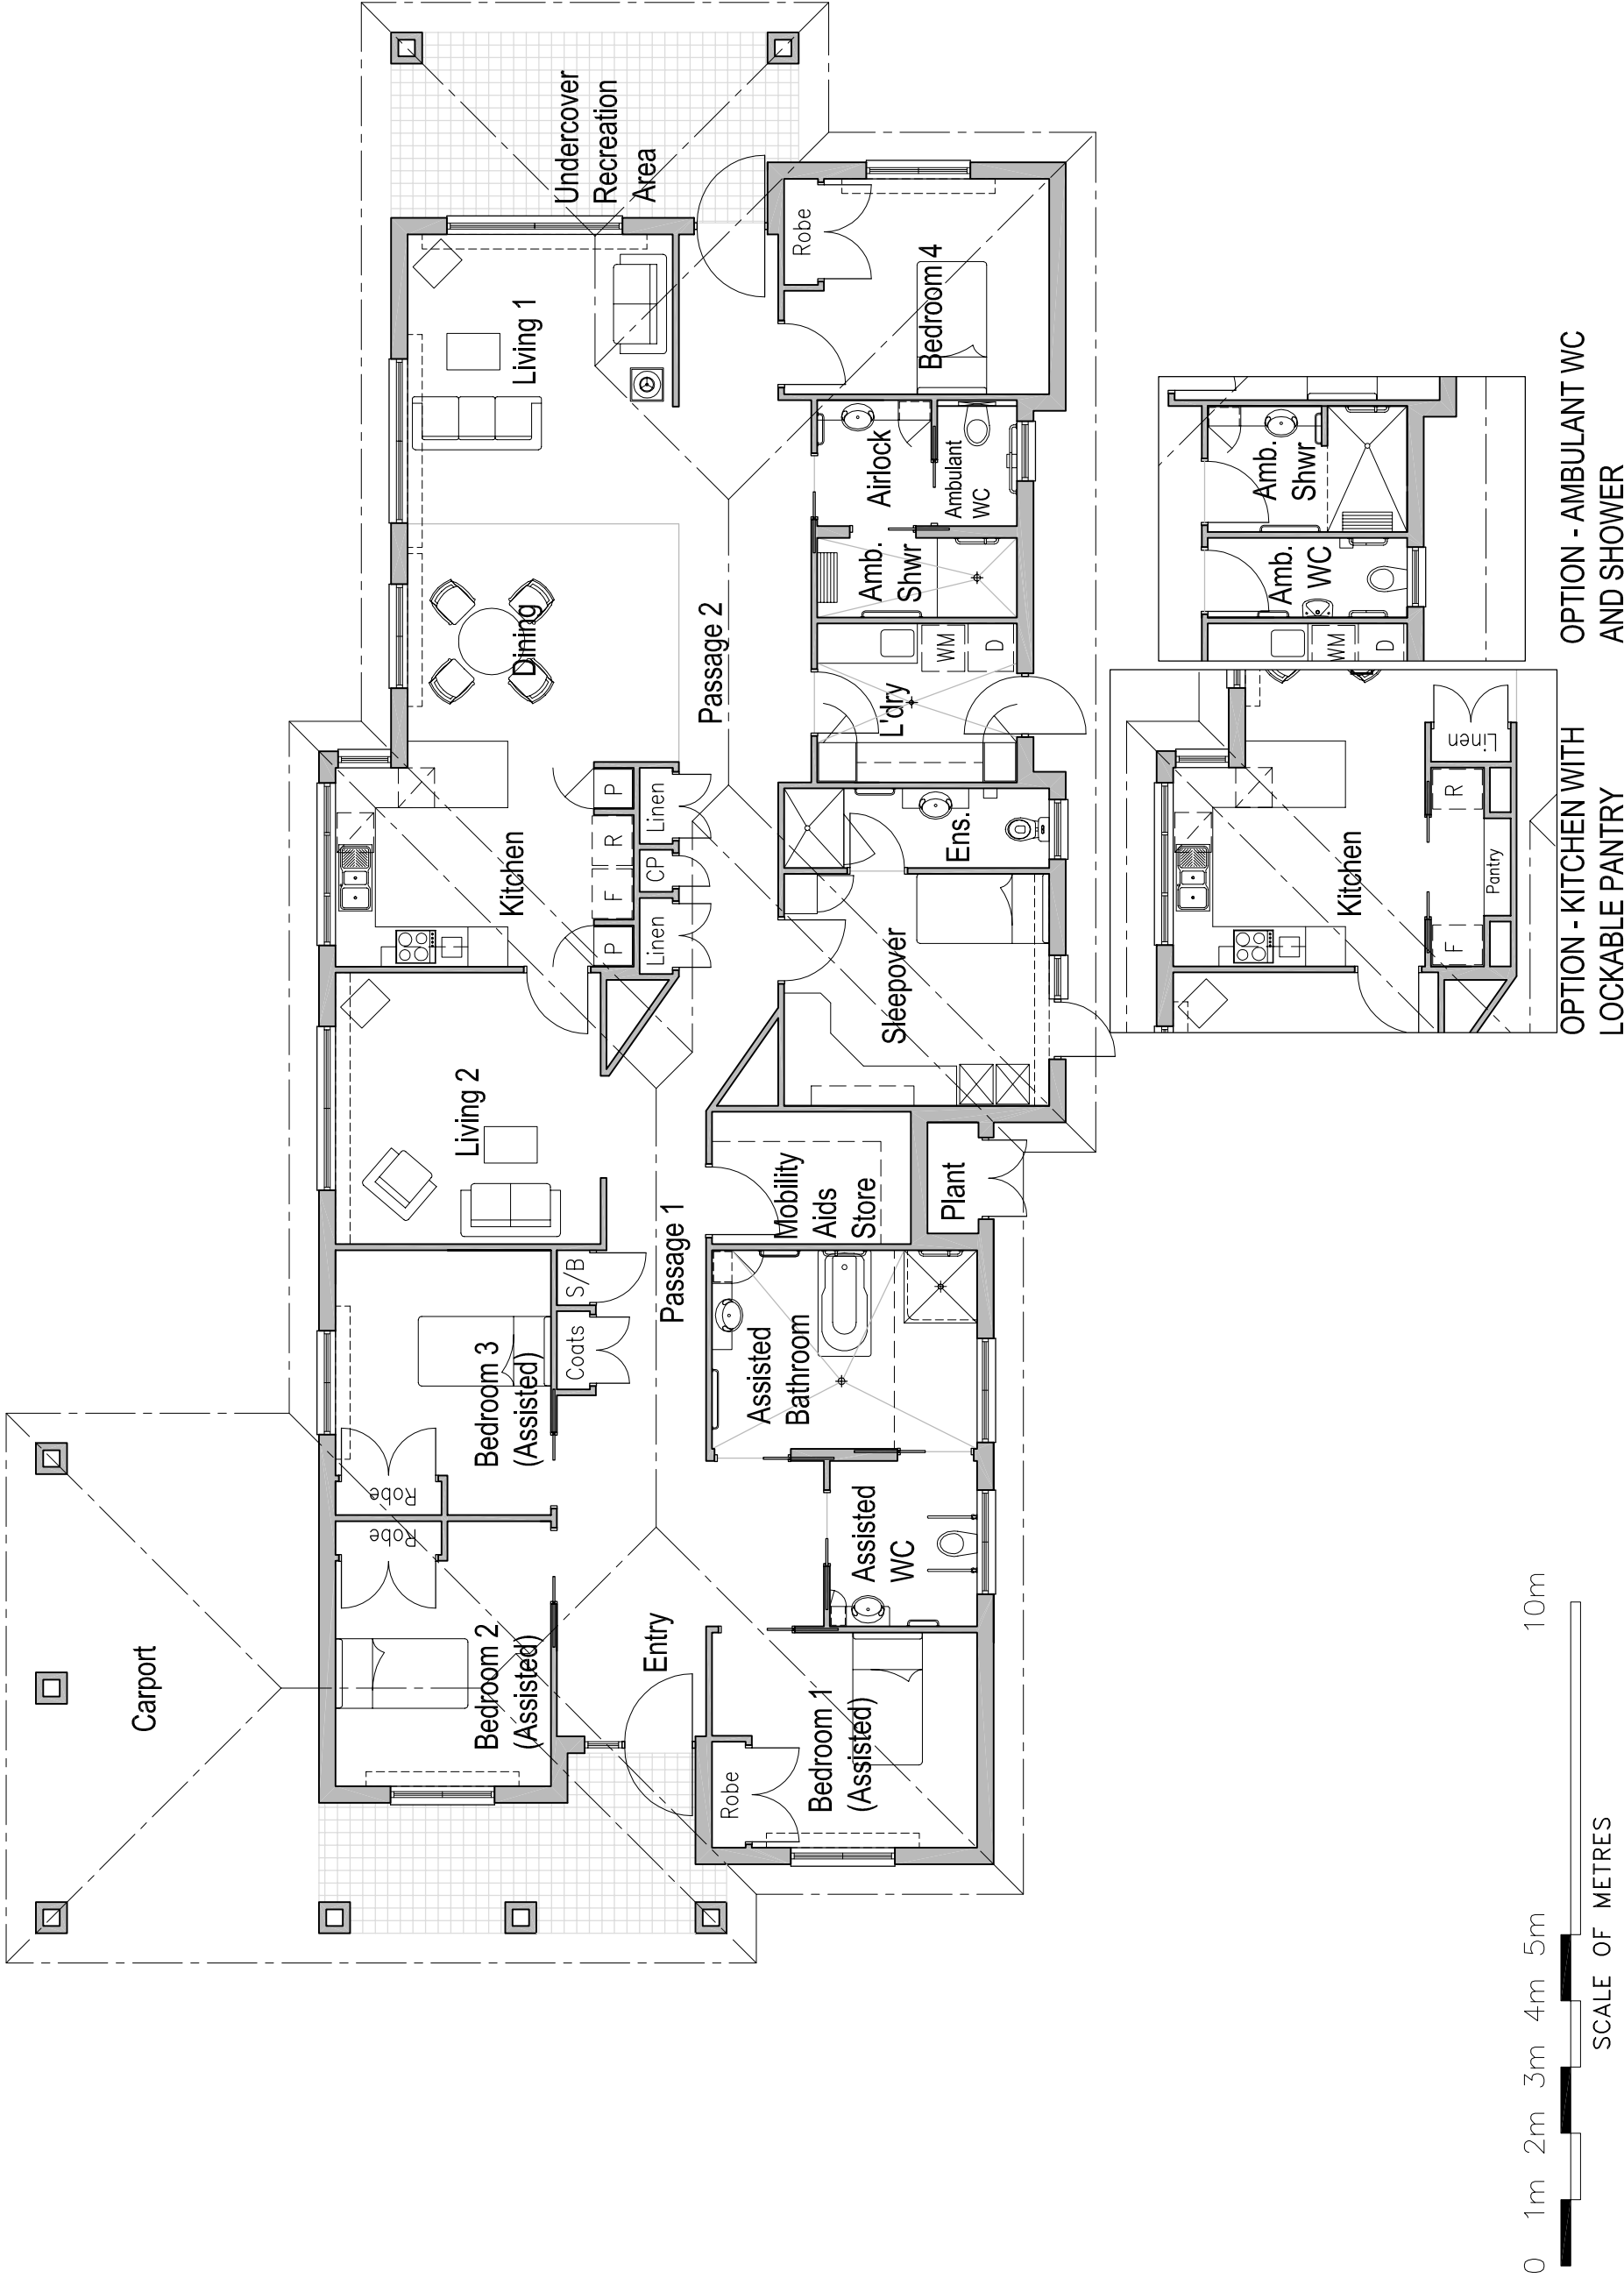 Carport
Bedroom 2
(Assisted)
Robe
Robe
Bedroom 3
(Assisted)
Coats
S/B
Living 2
Kitchen
P
F
R
P
Linen
CP
Linen
Dining
Living 1
Undercover
Recreation
Area
Entry
Passage 1
Passage 2
Robe
Bedroom 1
(Assisted)
Assisted
WC
Assisted
Bathroom
Mobility
Aids
Store
Plant
Sleepover
Ens.
L'dry
WM
D
Amb.
Shwr
Airlock
Ambulant
WC
Bedroom 4
Robe
Kitchen
F
Pantry
R
Linen
OPTION - KITCHEN WITH
LOCKABLE PANTRY
WM
D
Amb.
WC
Amb.
Shwr
OPTION - AMBULANT WC
AND SHOWER
0 1m 2m 3m 4m 5m 10m
SCALE OF METRES